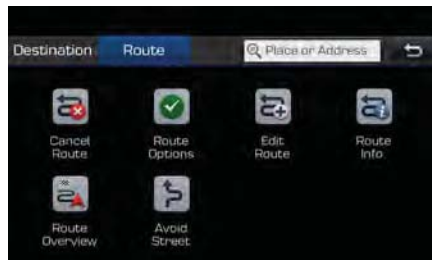 Destination Route Place or Address
Cancel Route Edit Route
Route Options Route Info
Route Avoid
Overview Street